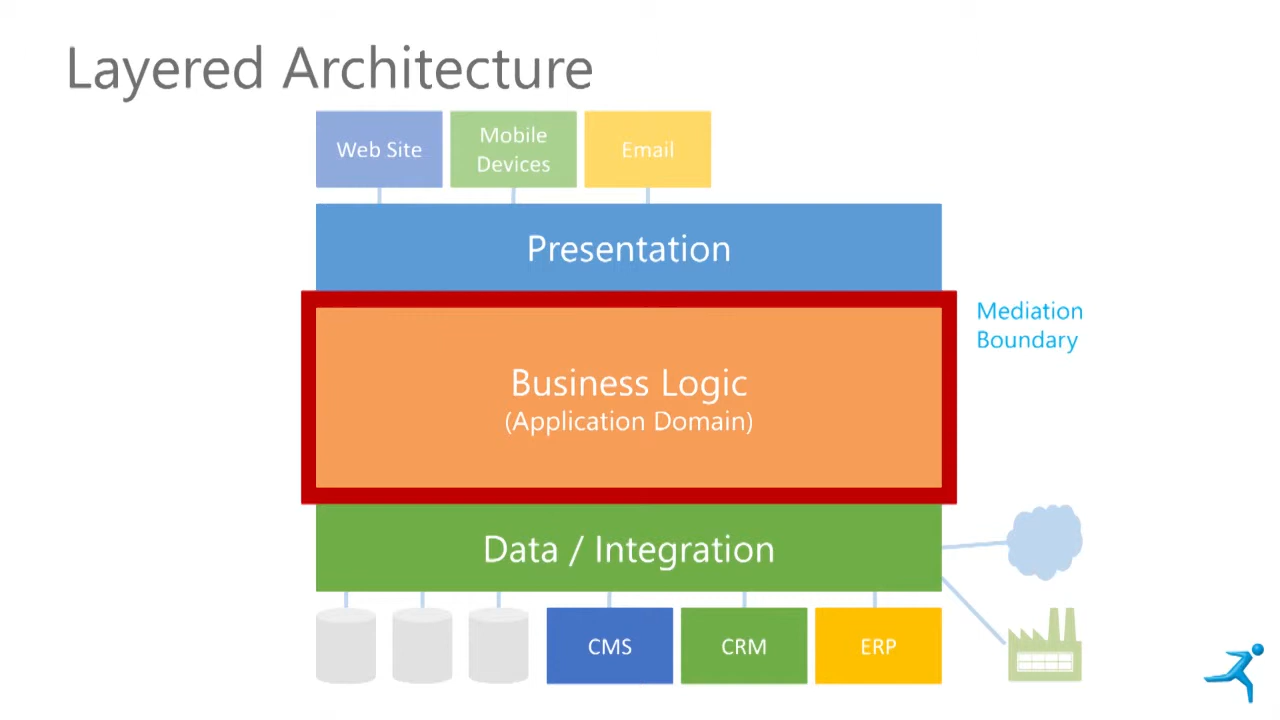 Layered Architecture
Web Site
Mobile
Devices
Email
Presentation
Mediation
Boundary
Business Logic
(Application Domain)
Data / Integration
CMS
CRM
ERP